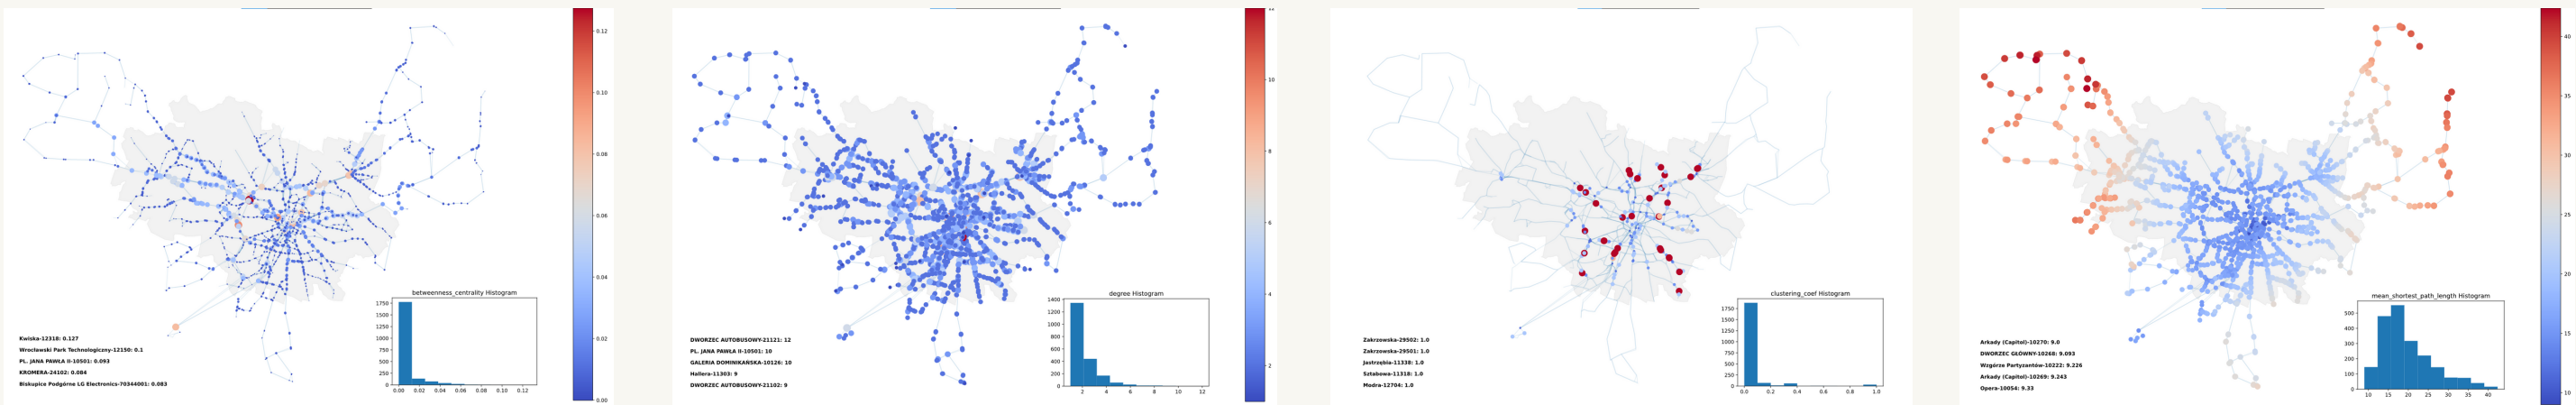 0.12
0.10
0.08
0.06
0.04
0.02
0.00
betweenness_centrality Histogram
1750
1500
1250
1000
750
500
250
0
0.00 0.02 0.04 0.06 0.08 0.10 0.12
Kwiska-12318: 0.127
Wrocławski Park Technologiczny-12150: 0.1
PL. JANA PAWŁA II-10501: 0.093
KROMERA-24102: 0.084
Biskupice Podgórne LG Electronics-70344001: 0.083
10
8
6
4
2
degree Histogram
1400
1200
1000
800
600
400
200
0
2 4 6 8 10 12
DWORZEC AUTOBUSOWY-21121: 12
PL. JANA PAWŁA II-10501: 10
GALERIA DOMINIKAŃSKA-10126: 10
Hallera-11303: 9
DWORZEC AUTOBUSOWY-21102: 9
clustering_coef Histogram
1750
1500
1250
1000
750
500
250
0
0.0 0.2 0.4 0.6 0.8 1.0
Zakrzowska-29502: 1.0
Zakrzowska-29501: 1.0
Jastrzębia-11338: 1.0
Sztabowa-11318: 1.0
Modra-12704: 1.0
40
35
30
25
20
15
10
mean_shortest_path_length Histogram
500
400
300
200
100
0
10 15 20 25 30 35 40
Arkady (Capitol)-10270: 9.0
DWORZEC GŁÓWNY-10268: 9.093
Wzgórze Partyzantów-10222: 9.226
Arkady (Capitol)-10269: 9.243
Opera-10054: 9.33